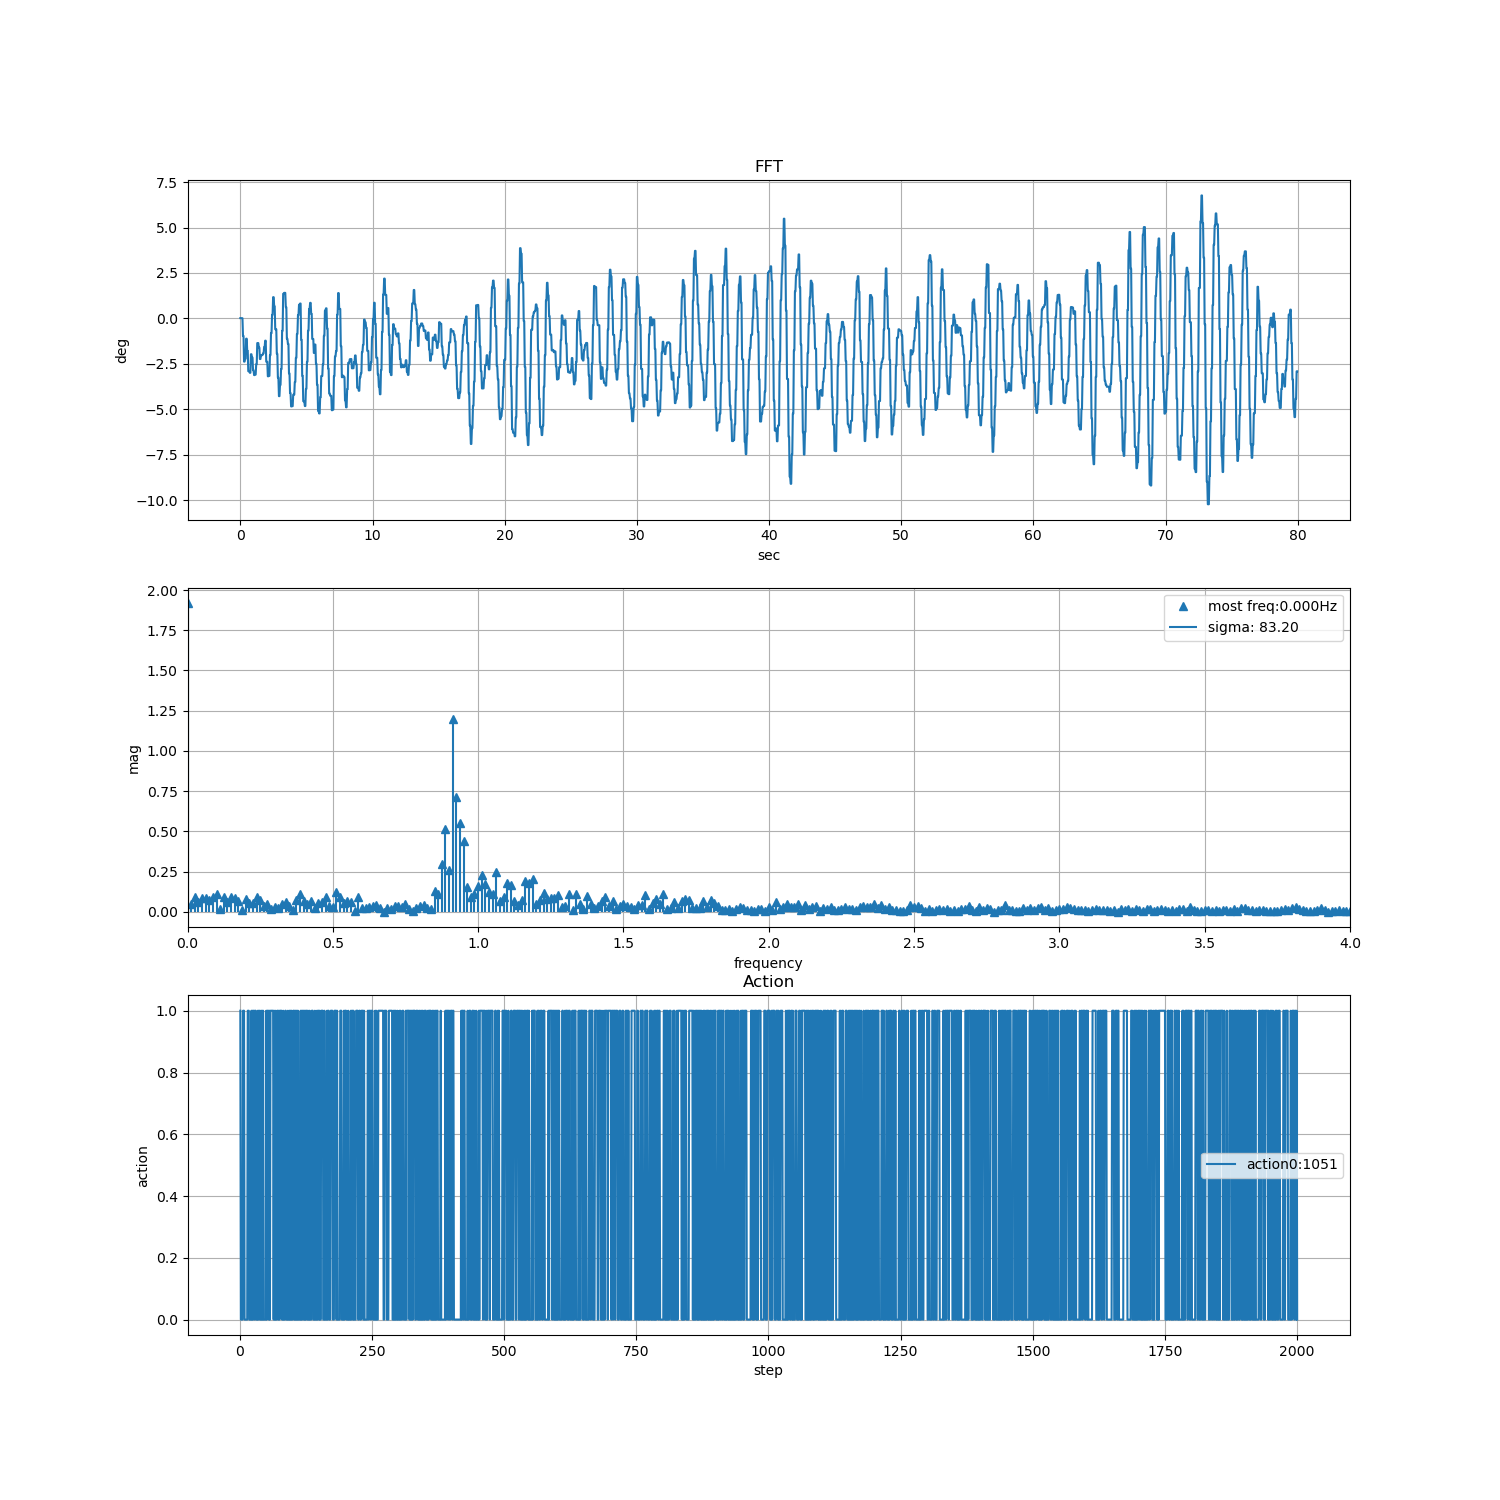 FFT
7.5
5.0
2.5
0.0
−2.5
−5.0
−7.5
−10.0
deg
0 10 20 30 40 50 60 70 80
sec
2.00
1.75
1.50
1.25
1.00
0.75
0.50
0.25
0.00
mag
most freq:0.000Hz
sigma: 83.20
0.0 0.5 1.0 1.5 2.0 2.5 3.0 3.5 4.0
frequency
Action
1.0
0.8
0.6
0.4
0.2
0.0
action
action0:1051
0 250 500 750 1000 1250 1500 1750 2000
step